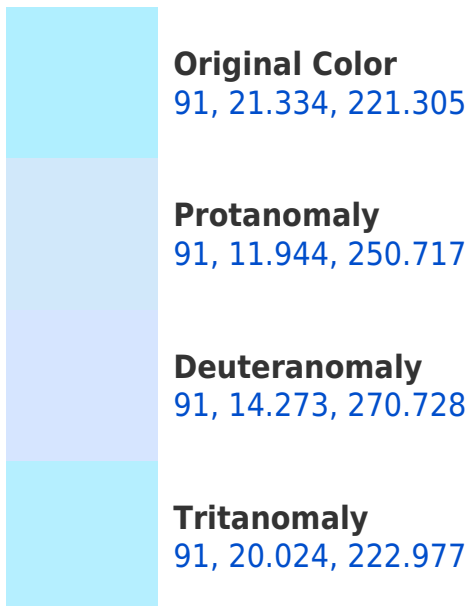 Original Color
91, 21.334, 221.305
Protanomaly
91, 11.944, 250.717
Deuteranomaly
91, 14.273, 270.728
Tritanomaly
91, 20.024, 222.977